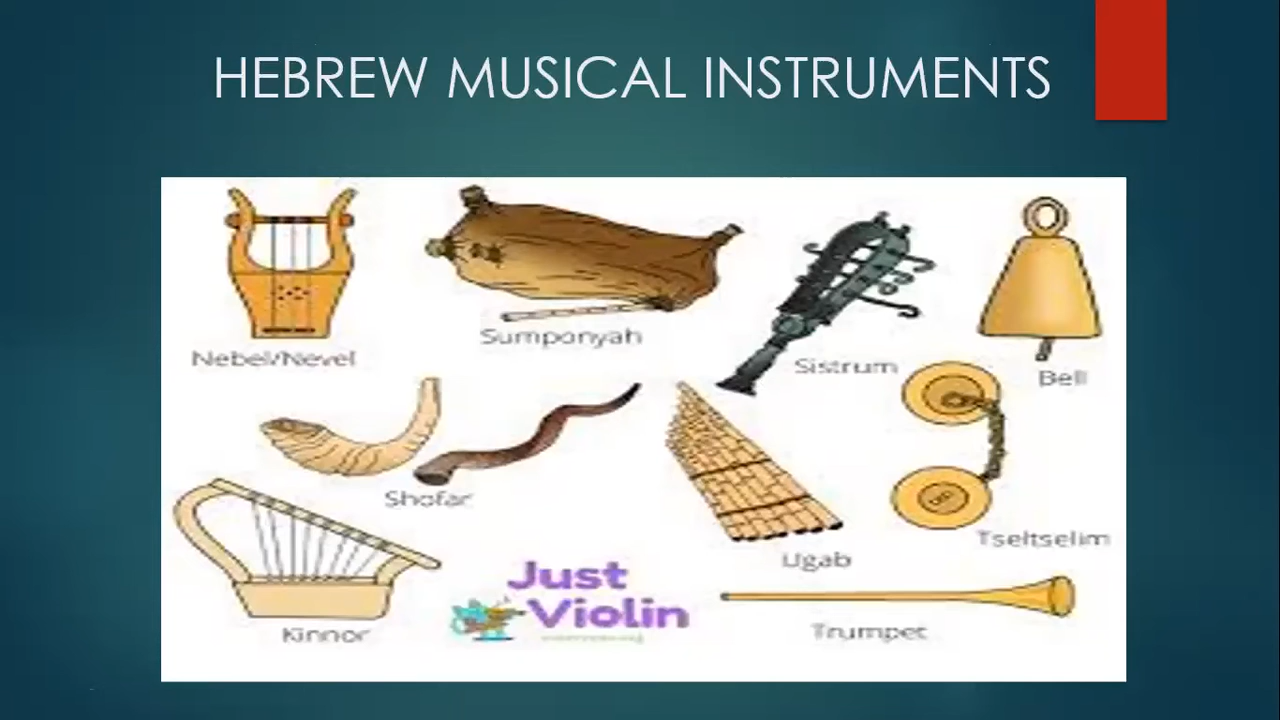 HEBREW MUSICAL INSTRUMENTS
Nebel/Nevel
Sumponyah
Sistrum
Bell
Shofar
Ugab
Tseltselim
Kinnor
Just
Violin
Trumpet